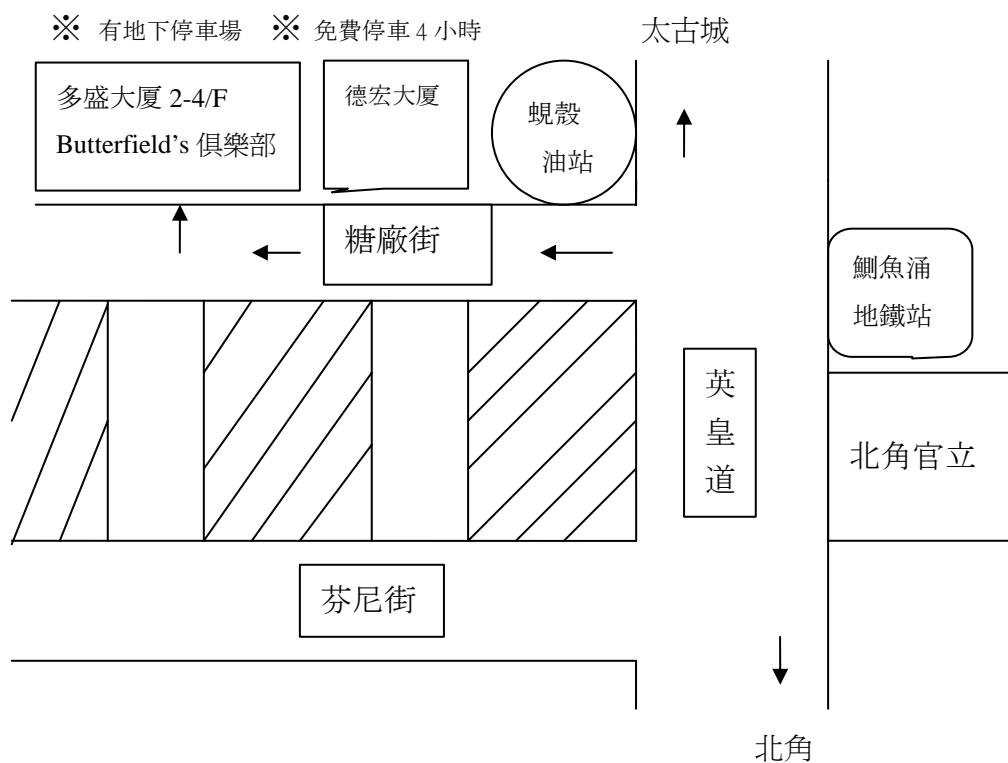 ※ 有地下停車場 ※ 免費停車 4 小時
太古城
多盛大厦 2-4/F
Butterfield's 俱樂部
德宏大厦
蜆殼
油站
糖廠街
鰂魚涌
地鐵站
英
皇
道
北角官立
芬尼街
北角